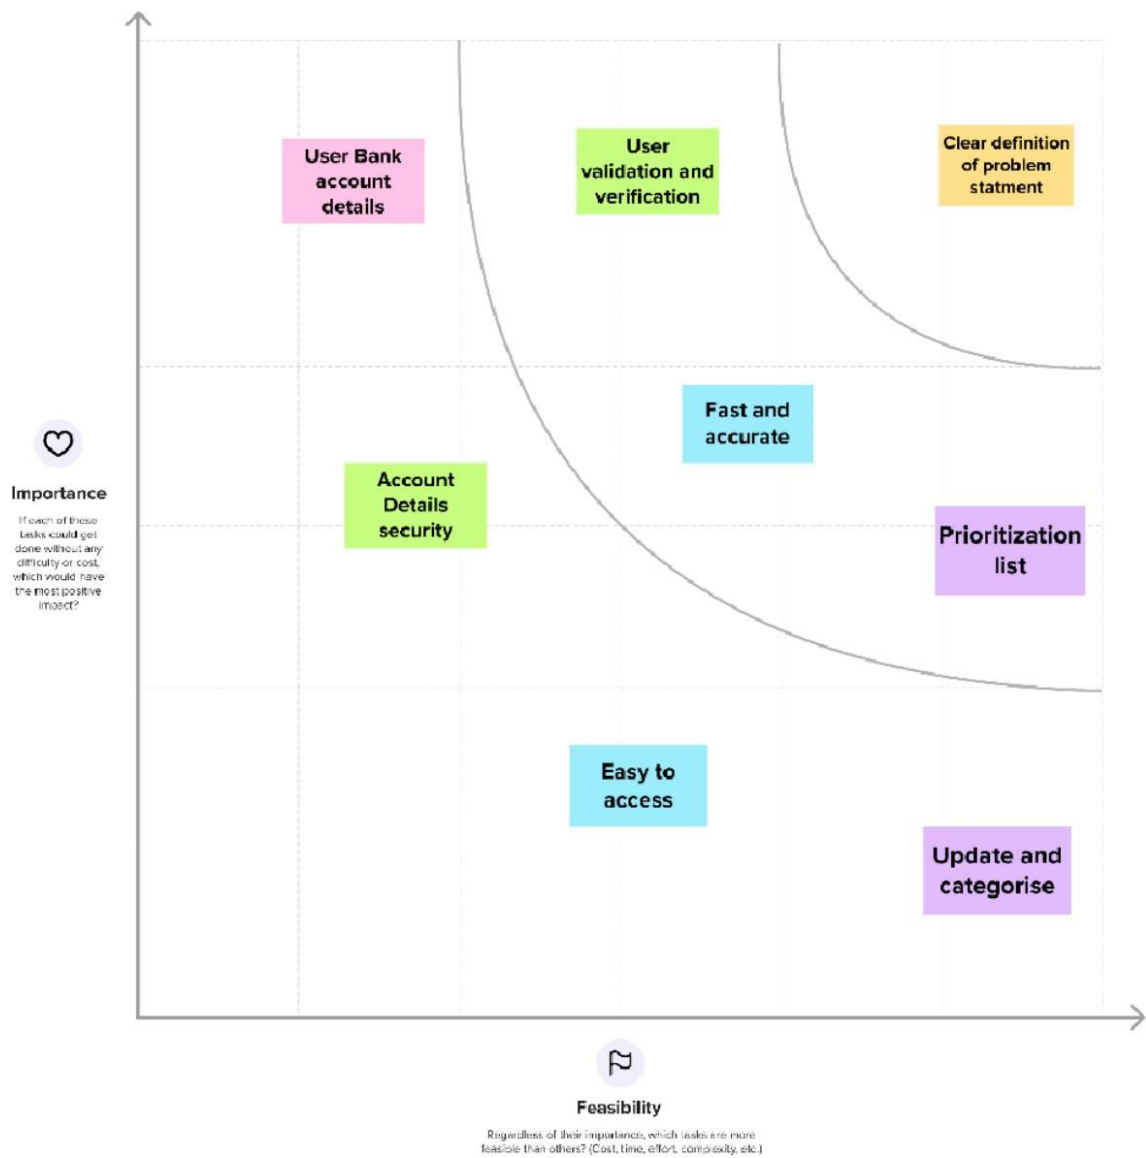 User Bank
account
details
User
validation and
verification
Clear definition
of problem
statment
Fast and
accurate
Account
Details
security
Prioritization
list
Importance
If each of these
tasks could get
done without any
difficulty or cost,
which would have
the most positive
impact?
Easy to
access
Update and
categorise
Feasibility
Regardless of their importance, which tasks are more
feasible than others? (Cost, time, effort, complexity, etc.)